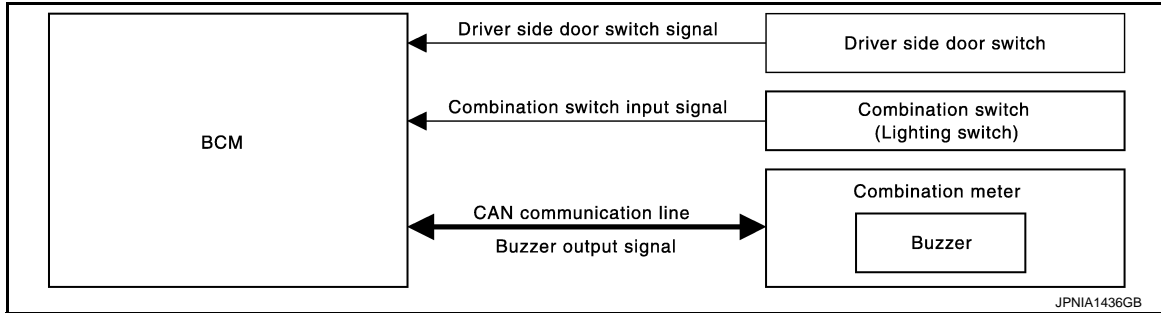 Driver side door switch signal
Driver side door switch
Combination switch input signal
Combination switch
(Lighting switch)
BCM
Combination meter
CAN communication line
Buzzer output signal
Buzzer
JPNIA1436GB